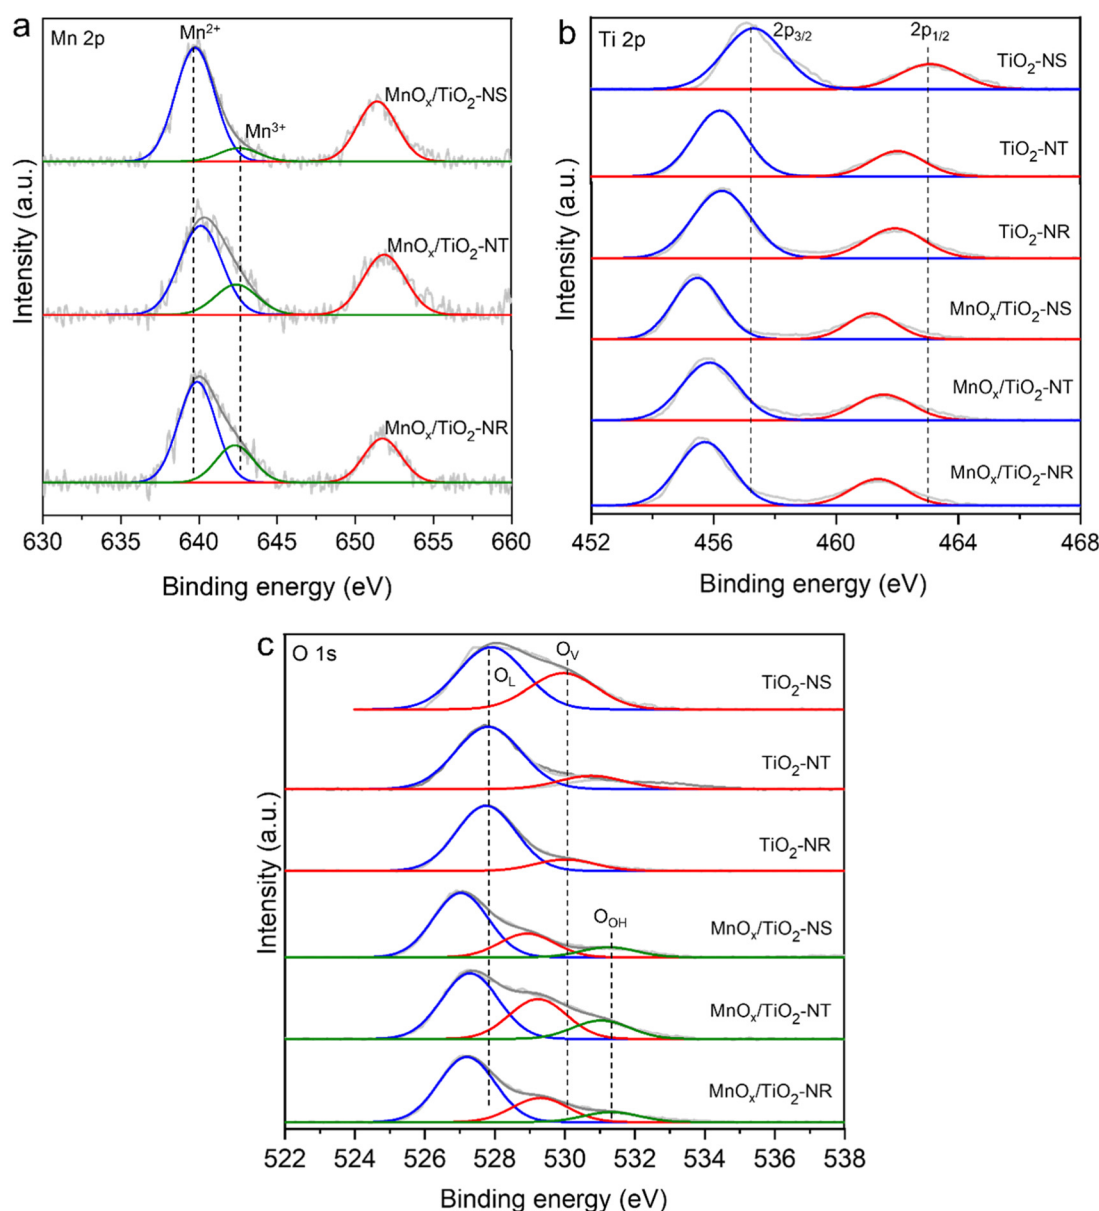 a
Mn 2p
Mn²⁺
Mn³⁺
MnOₓ/TiO₂-NS
MnOₓ/TiO₂-NT
MnOₓ/TiO₂-NR
Intensity (a.u.)
630 635 640 645 650 655 660
Binding energy (eV)
b
Ti 2p
2p₃/₂
2p₁/₂
TiO₂-NS
TiO₂-NT
TiO₂-NR
MnOₓ/TiO₂-NS
MnOₓ/TiO₂-NT
MnOₓ/TiO₂-NR
Intensity (a.u.)
452 456 460 464 468
Binding energy (eV)
c
O 1s
O_L
O_V
O_OH
TiO₂-NS
TiO₂-NT
TiO₂-NR
MnOₓ/TiO₂-NS
MnOₓ/TiO₂-NT
MnOₓ/TiO₂-NR
Intensity (a.u.)
522 524 526 528 530 532 534 536 538
Binding energy (eV)